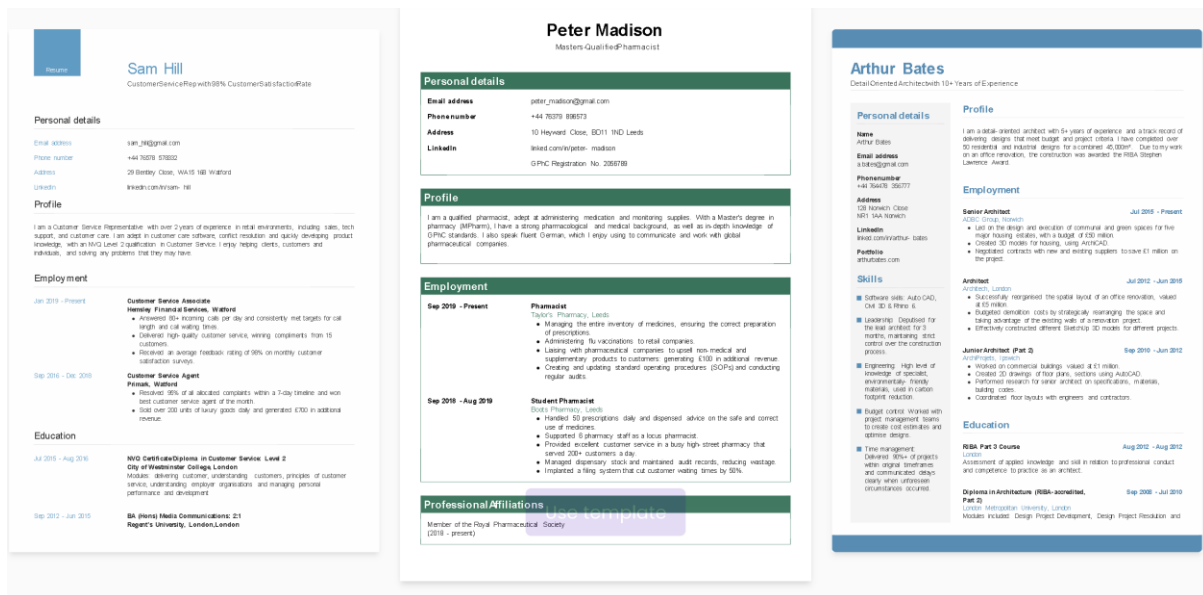 Resume
Sam Hill
CustomerServiceRepwith98% CustomerSatisfactionRate
Personal details
Email address sam_hill@gmail.com
Phone number +44 76578 578002
Address 29 Bentley Close, WA15 16B Watford
LinkedIn linkedin.com/in/sam- hill
Profile
I am a Customer Service Representative with over 2 years of experience in retail environments, including sales, tech
support, and customer care. I am adept in customer care software, conflict resolution and quickly developing product
knowledge, with an NVQ Level 2 qualification in Customer Service. I enjoy helping clients, customers and
individuals, and solving any problems that they may have.
Employment
Jan 2019 - Present Customer Service Associate
Hemsley Financial Services, Watford
Answered 80+ incoming calls per day and consistently met targets for call
length and call waiting times.
Delivered high- quality customer service, winning compliments from 15
customers.
Received an average feedback rating of 98% on monthly customer
satisfaction surveys.
Sep 2016 - Dec 2018 Customer Service Agent
Primark, Watford
Resolved 95% of all allocated complaints within a 7-day timeline and won
best customer service agent of the month.
Sold over 200 units of luxury goods daily and generated £700 in additional
revenue.
Education
Jul 2015 - Aug 2016 NVQ Certificate/Diploma in Customer Service: Level 2
City of Westminster College, London
Modules: delivering customer, understanding customers, principles of customer
service, understanding employer organisations and managing personal
performance and development
Sep 2012 - Jun 2015 BA (Hons) Media Communications: 2:1
Regent's University, London,London
Peter Madison
Masters-QualifiedPharmacist
Personal details
Email address peter_madison@gmail.com
Phone number +44 76379 898573
Address 10 Heyward Close, BD11 1ND Leeds
LinkedIn linked.com/in/peter- madison
GPhC Registration No. 2056789
Profile
I am a qualified pharmacist, adept at administering medication and monitoring supplies. With a Master's degree in
pharmacy (MPharm), I have a strong pharmacological and medical background, as well as in-depth knowledge of
GPhC standards. I also speak fluent German, which I enjoy using to communicate and work with global
pharmaceutical companies.
Employment
Sep 2019 - Present Pharmacist
Taylor's Pharmacy, Leeds
Managing the entire inventory of medicines, ensuring the correct preparation
of prescriptions.
Administering flu vaccinations to retail companies.
Liasing with pharmaceutical companies to upsell non-medical and
supplementary products to customers: generating £100 in additional revenue.
Creating and updating standard operating procedures (SOPs) and conducting
regular audits.
Sep 2018 - Aug 2019 Student Pharmacist
Boots Pharmacy, Leeds
Handled 50 prescriptions daily and dispensed advice on the safe and correct
use of medicines.
Supported 6 pharmacy staff as a locus pharmacist.
Provided excellent customer service in a busy high- street pharmacy that
served 200+ customers a day.
Managed dispensary stock and maintained audit records, reducing wastage.
Implanted a filing system that cut customer waiting times by 50%.
Professional Affiliations
Use template
Member of the Royal Pharmaceutical Society
(2018 - present)
Arthur Bates
Detail-Oriented Architect with 10+ Years of Experience
Personal details
Name
Arthur Bates
Email address
a.bates@gmail.com
Phone number
+44 764478 356777
Address
128 Norwich Close
NR1 1AA Norwich
LinkedIn
linked.com/in/arthur- bates
Portfolio
arthurbates.com
Skills
Software skills: Auto CAD,
Civil 3D & Rhino 6.
Leadership: Deputised for
the lead architect for 3
months, maintaining strict
control over the construction
process.
Engineering: High level of
knowledge of specialist,
environmentally- friendly
materials, used in carbon
footprint reduction.
Budget control: Worked with
project management teams
to create cost estimates and
optimise designs.
Time management:
Delivered 90%+ of projects
within original timeframes
and communicated delays
clearly when unforeseen
circumstances occurred.
Profile
I am a detail- oriented architect with 5+ years of experience and a track record of
delivering designs that meet budget and project criteria. I have completed over
50 residential and industrial designs for a combined 45,000m². Due to my work
on an office renovation, the construction was awarded the RIBA Stephen
Lawrence Award.
Employment
Senior Architect Jul 2015 - Present
ADBC Group, Norwich
Led on the design and execution of communal and green spaces for five
major housing estates, with a budget of £50 million.
Created 3D models for housing, using ArchiCAD.
Negotiated contracts with new and existing suppliers to save £1 million on
the project.
Architect Jul 2012 - Jun 2015
Architech, London
Successfully reorganised the spatial layout of an office renovation, valued
at £5 million.
Budgeted demolition costs by strategically rearranging the space and
taking advantage of the existing walls of a renovation project.
Effectively constructed different SketchUp 3D models for different projects.
Junior Architect (Part 2) Sep 2010 - Jun 2012
ArchiProjets, Ipswich
Worked on commercial buildings valued at £1 million.
Created 2D drawings of floor plans, sections using AutoCAD.
Performed research for senior architect on specifications, materials,
building codes.
Coordinated floor layouts with engineers and contractors.
Education
RIBA Part 3 Course Aug 2012 - Aug 2012
London
Assessment of applied knowledge and skill in relation to professional conduct
and competence to practice as an architect.
Diploma in Architecture (RIBA-accredited, Sep 2008 - Jul 2010
Part 2)
London Metropolitan University, London
Modules included: Design Project Development, Design Project Resolution and